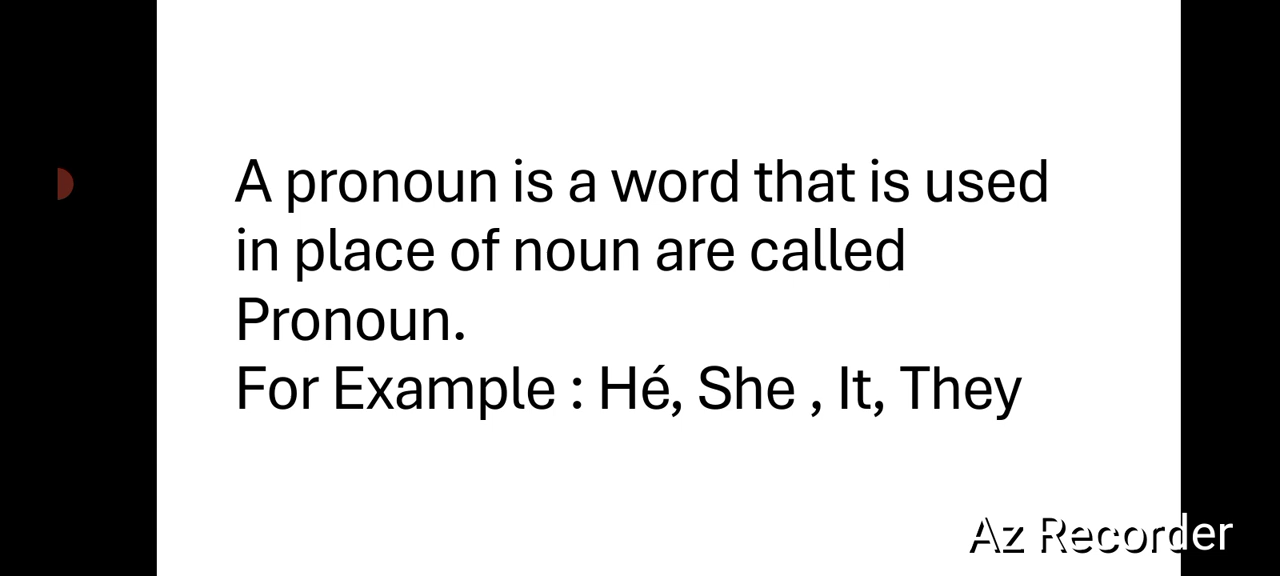 A pronoun is a word that is used
in place of noun are called
Pronoun.
For Example : Hé, She , It, They
Az Recorder